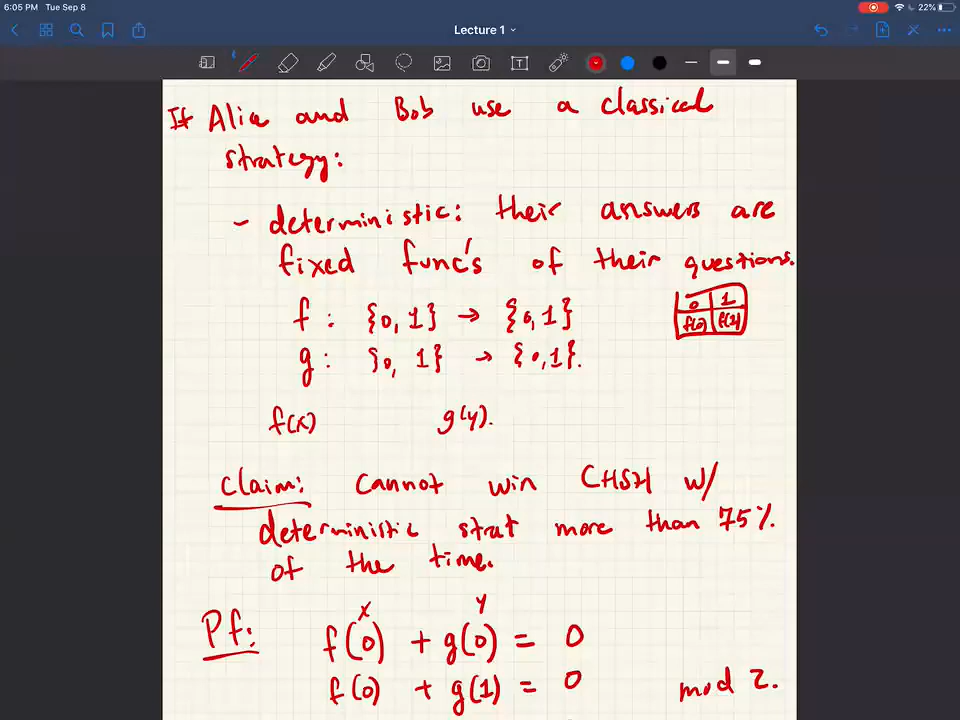 6:05 PM Tue Sep 8
22%
Lecture 1
If Alice and Bob use a classical
strategy:
- deterministic: their answers are
fixed func's of their questions.
f : {0, 1} → {0, 1}
0 1
f(0) f(1)
g : {0, 1} → {0, 1}.
f(x) g(y).
Claim: Cannot win CHSH w/
deterministic strat more than 75%
of the time.
x y
Pf: f(0) + g(0) = 0
f(0) + g(1) = 0 mod 2.